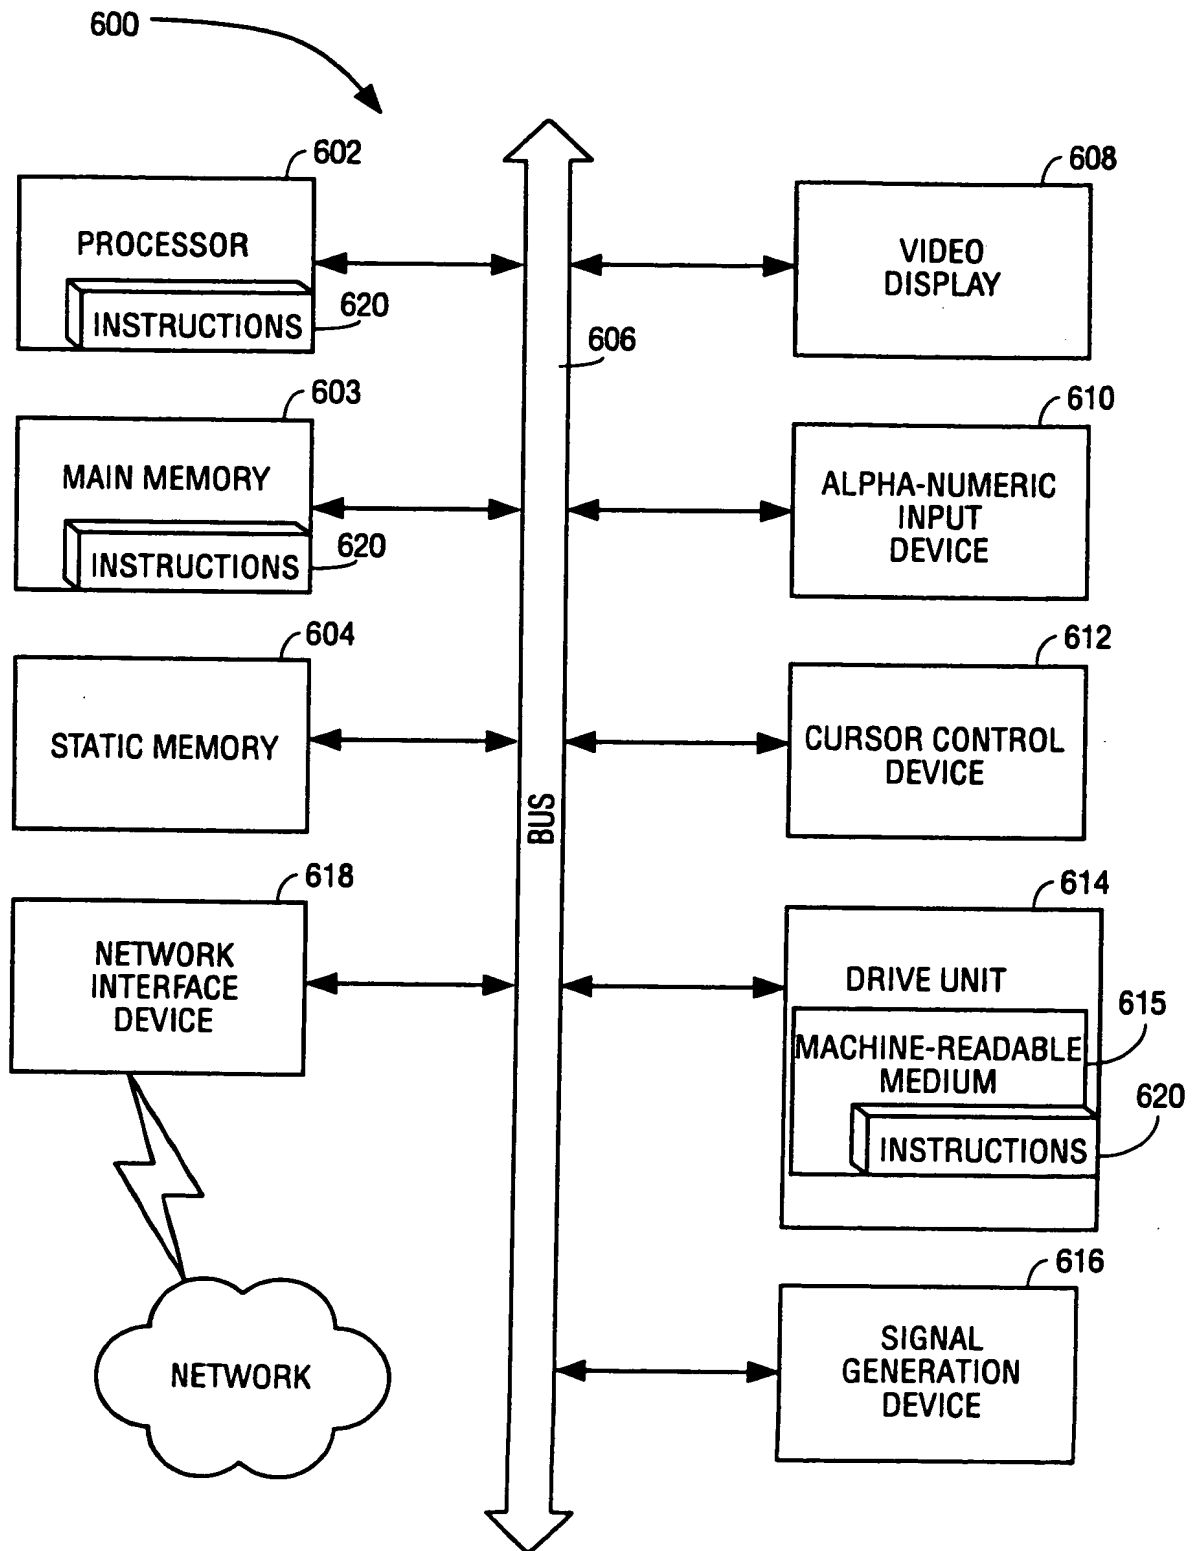 600
602
PROCESSOR
INSTRUCTIONS
620
603
MAIN MEMORY
INSTRUCTIONS
620
604
STATIC MEMORY
618
NETWORK
INTERFACE
DEVICE
NETWORK
606
BUS
608
VIDEO
DISPLAY
610
ALPHA-NUMERIC
INPUT
DEVICE
612
CURSOR CONTROL
DEVICE
614
DRIVE UNIT
615
MACHINE-READABLE
MEDIUM
620
INSTRUCTIONS
616
SIGNAL
GENERATION
DEVICE